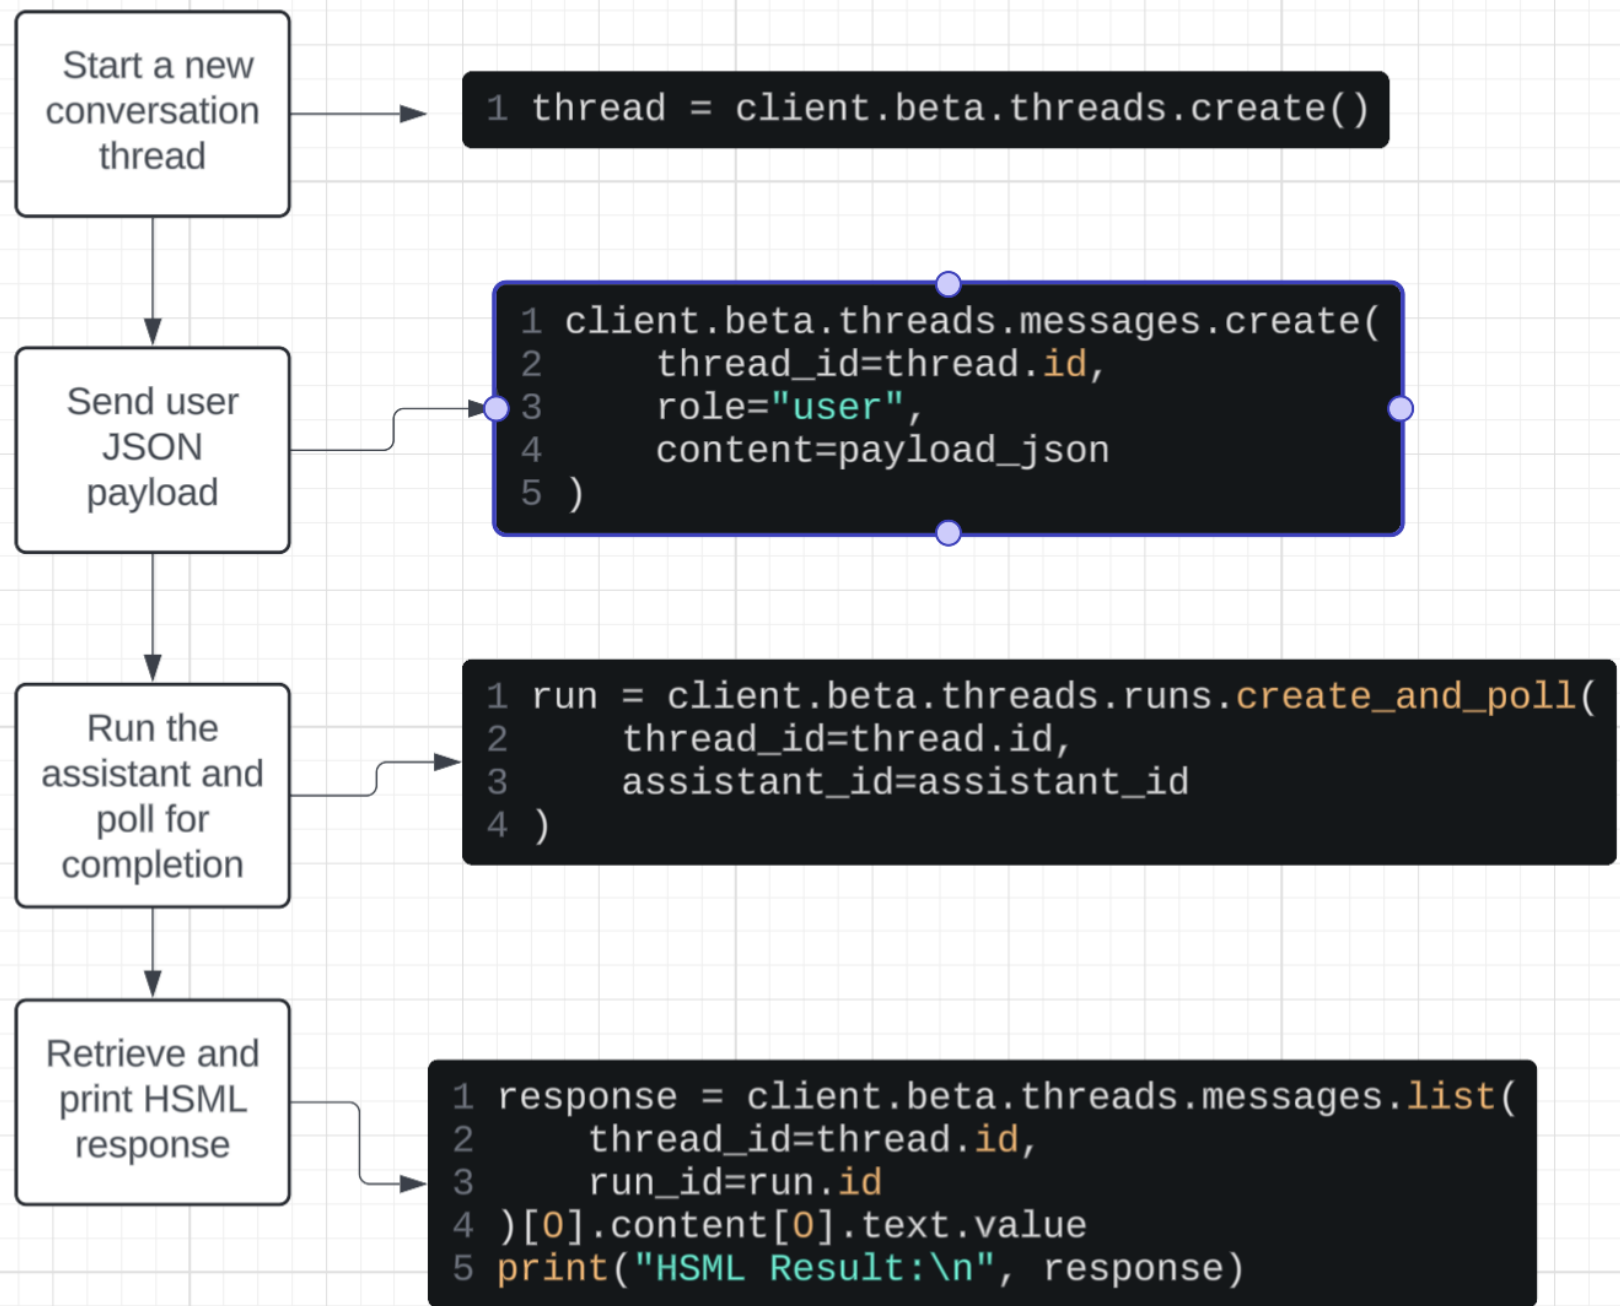 Start a new
conversation
thread
1 thread = client.beta.threads.create()
Send user
JSON
payload
1 client.beta.threads.messages.create(
2     thread_id=thread.id,
3     role="user",
4     content=payload_json
5 )
Run the
assistant and
poll for
completion
1 run = client.beta.threads.runs.create_and_poll(
2     thread_id=thread.id,
3     assistant_id=assistant_id
4 )
Retrieve and
print HSML
response
1 response = client.beta.threads.messages.list(
2     thread_id=thread.id,
3     run_id=run.id
4 )[0].content[0].text.value
5 print("HSML Result:\n", response)